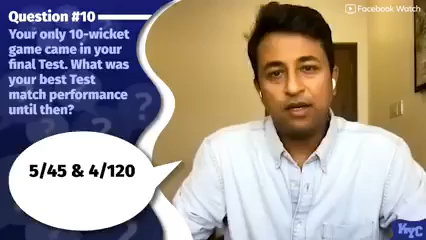 Question #10
Facebook Watch
Your only 10-wicket
game came in your
final Test. What was
your best Test
match performance
until then?
5/45 & 4/120
KYC